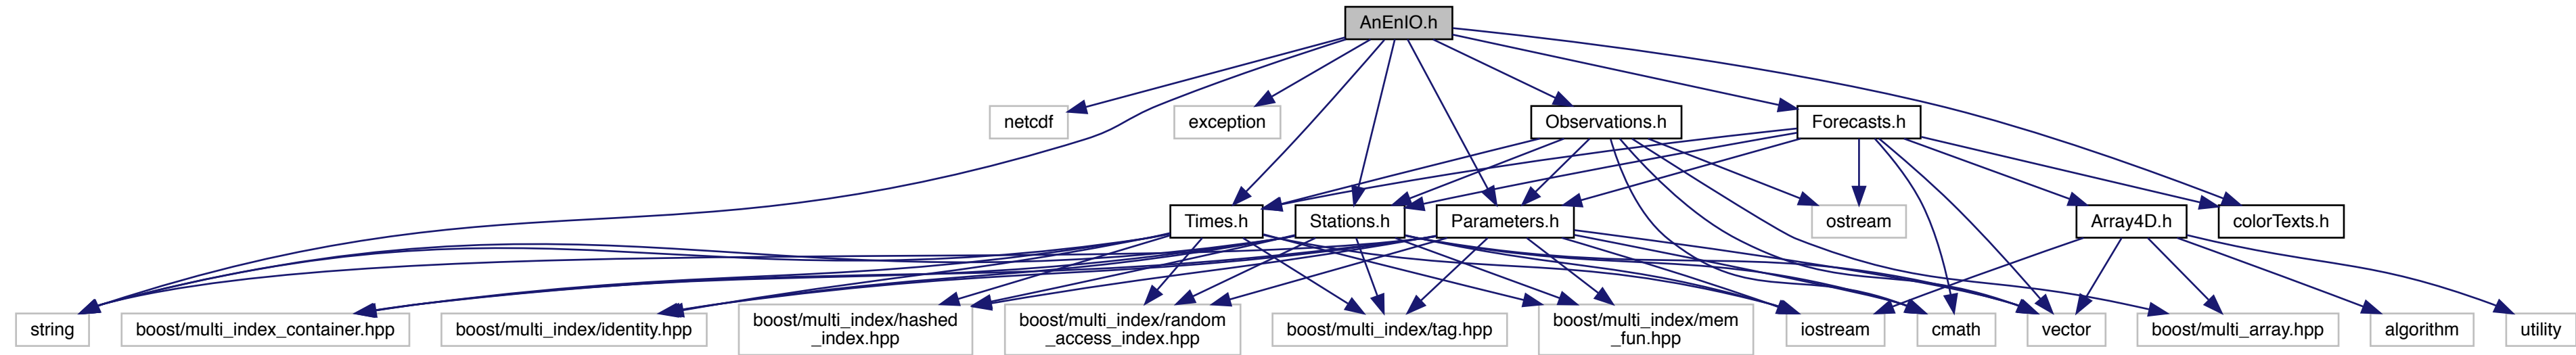 AnEnIO.h
netcdf
exception
Observations.h
Forecasts.h
Times.h
Stations.h
Parameters.h
ostream
Array4D.h
colorTexts.h
string
boost/multi_index_container.hpp
boost/multi_index/identity.hpp
boost/multi_index/hashed
_index.hpp
boost/multi_index/random
_access_index.hpp
boost/multi_index/tag.hpp
boost/multi_index/mem
_fun.hpp
iostream
cmath
vector
boost/multi_array.hpp
algorithm
utility